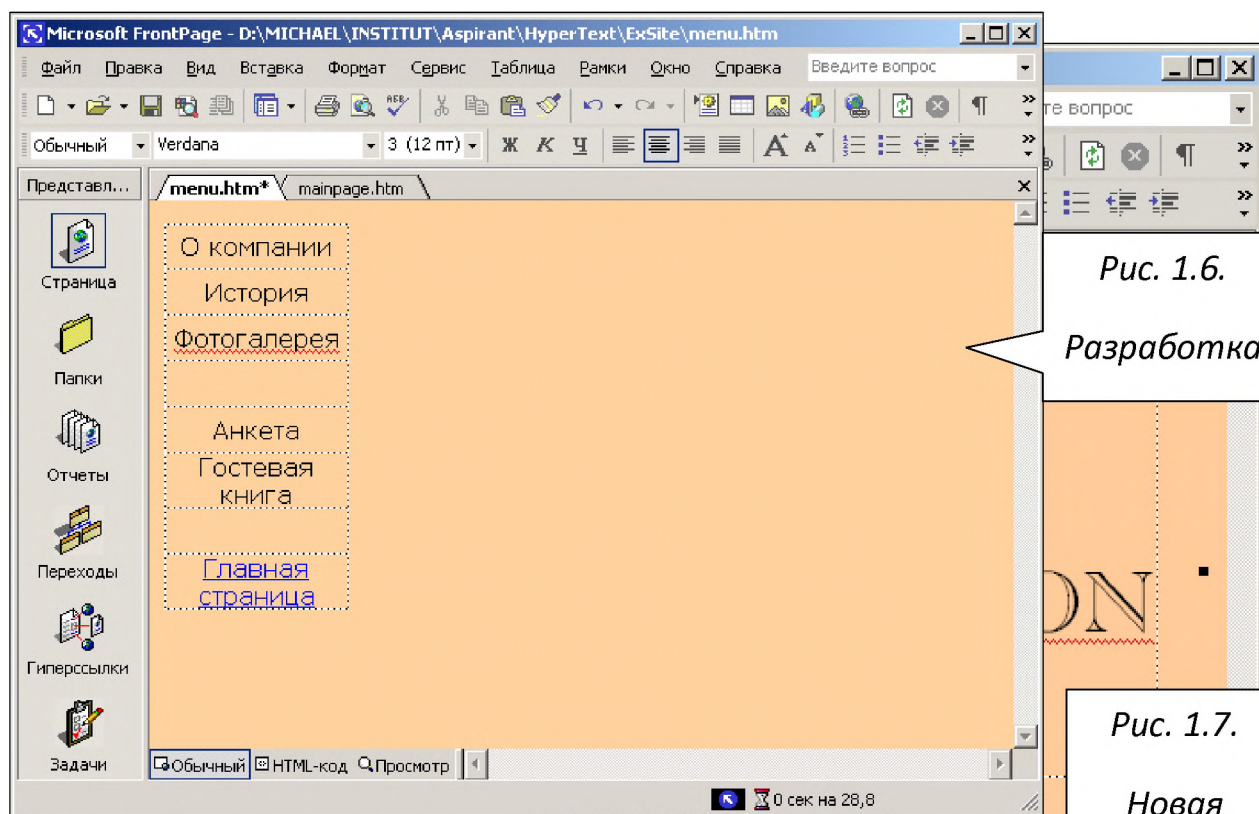 Microsoft FrontPage - D:\MICHAEL\INSTITUT\Aspirant\HyperText\ExSite\menu.htm
Файл Правка Вид Вставка Формат Сервис Таблица Рамки Окно Справка Введите вопрос
Обычный Verdana 3 (12 пт) Ж К Ч
Представл... menu.htm* mainpage.htm
Страница
Папки
Отчеты
Переходы
Гиперссылки
Задачи
О компании
История
Фотогалерея
Анкета
Гостевая
книга
Главная
страница
Обычный HTML-код Просмотр
0 сек на 28,8
те вопрос
Рис. 1.6.
Разработка
ON
Рис. 1.7.
Новая